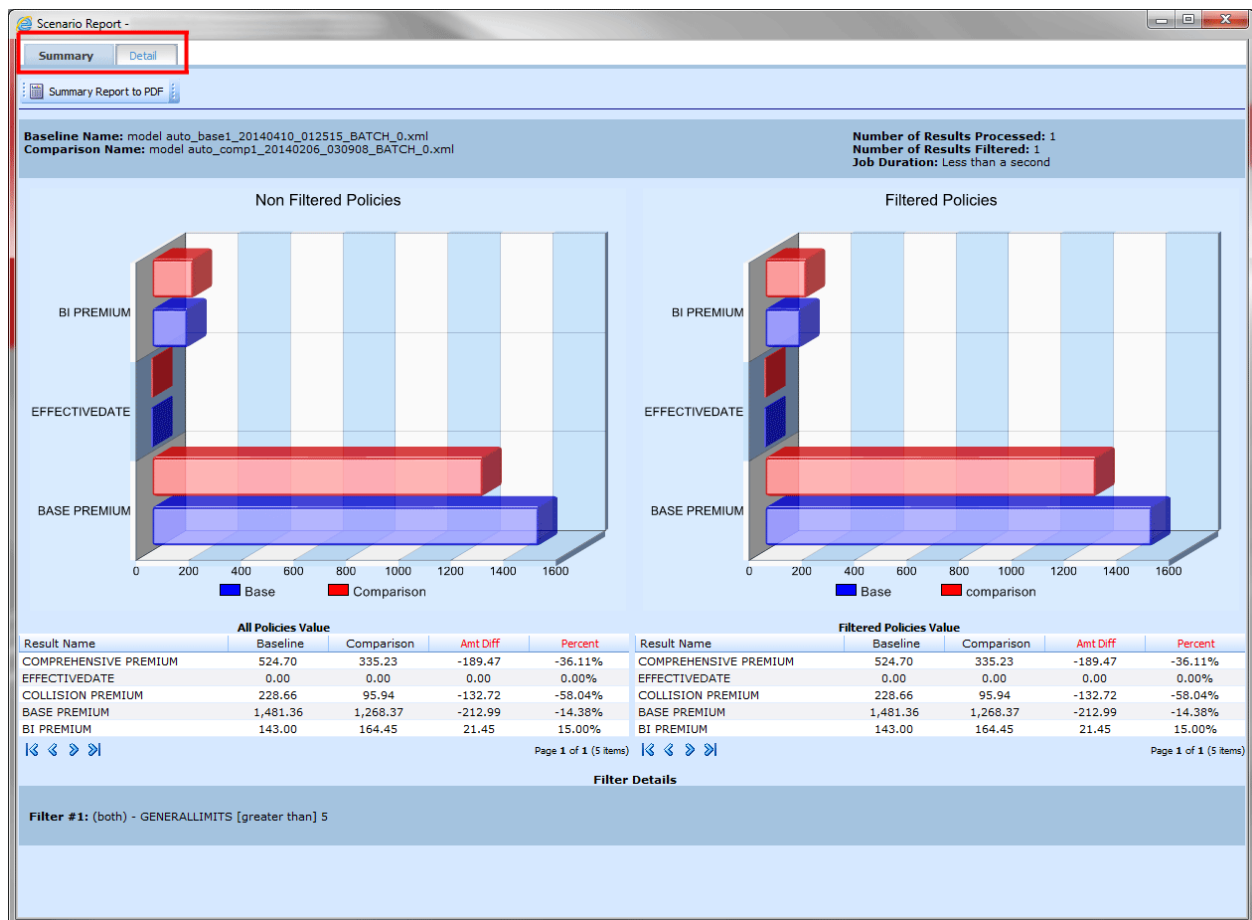 Scenario Report -
Summary Detail
Summary Report to PDF
Baseline Name: model auto_base1_20140410_012515_BATCH_0.xml
Comparison Name: model auto_comp1_20140206_030908_BATCH_0.xml
Number of Results Processed: 1
Number of Results Filtered: 1
Job Duration: Less than a second
Non Filtered Policies
BI PREMIUM
EFFECTIVEDATE
BASE PREMIUM
0 200 400 600 800 1000 1200 1400 1600
Base Comparison
Filtered Policies
BI PREMIUM
EFFECTIVEDATE
BASE PREMIUM
0 200 400 600 800 1000 1200 1400 1600
Base comparison
All Policies Value
Result Name Baseline Comparison Amt Diff Percent
COMPREHENSIVE PREMIUM 524.70 335.23 -189.47 -36.11%
EFFECTIVEDATE 0.00 0.00 0.00 0.00%
COLLISION PREMIUM 228.66 95.94 -132.72 -58.04%
BASE PREMIUM 1,481.36 1,268.37 -212.99 -14.38%
BI PREMIUM 143.00 164.45 21.45 15.00%
Page 1 of 1 (5 items)
Filtered Policies Value
Result Name Baseline Comparison Amt Diff Percent
COMPREHENSIVE PREMIUM 524.70 335.23 -189.47 -36.11%
EFFECTIVEDATE 0.00 0.00 0.00 0.00%
COLLISION PREMIUM 228.66 95.94 -132.72 -58.04%
BASE PREMIUM 1,481.36 1,268.37 -212.99 -14.38%
BI PREMIUM 143.00 164.45 21.45 15.00%
Page 1 of 1 (5 items)
Filter Details
Filter #1: (both) - GENERALLIMITS [greater than] 5